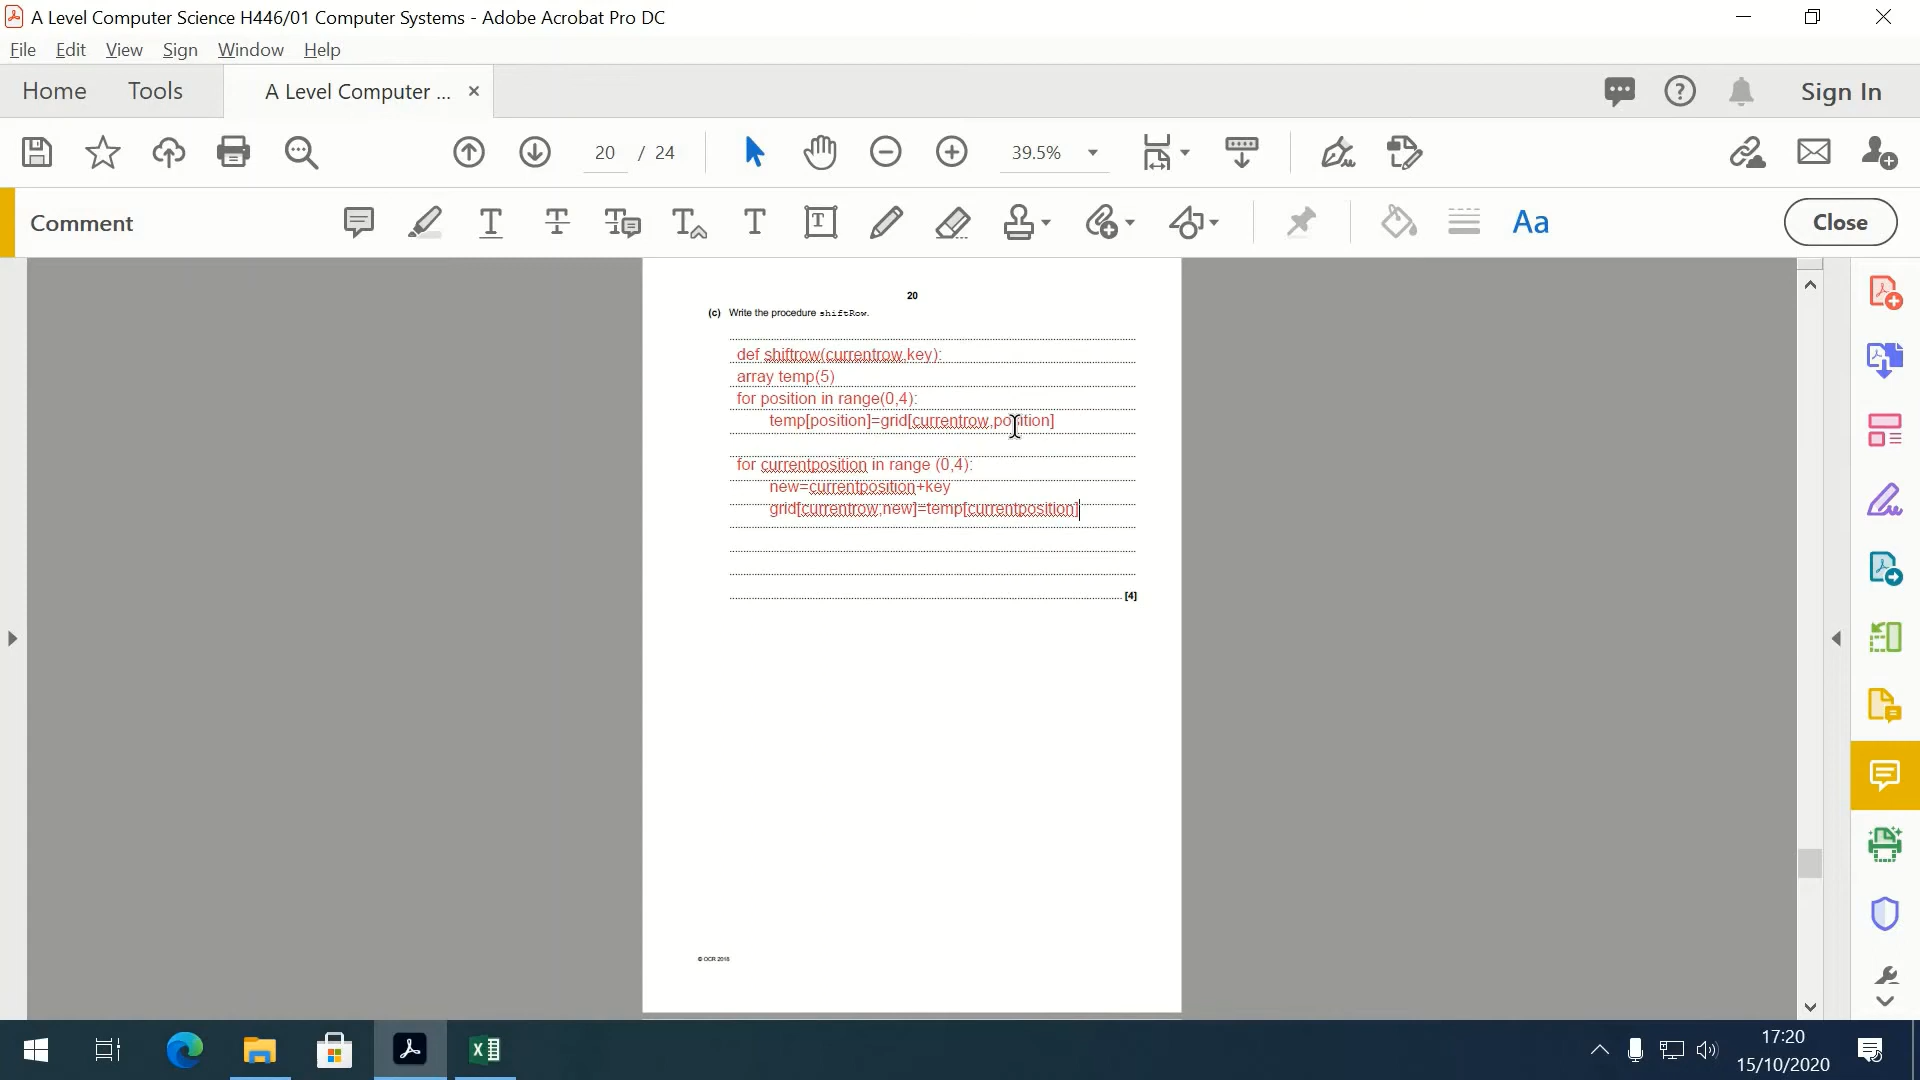 A Level Computer Science H446/01 Computer Systems - Adobe Acrobat Pro DC
File Edit View Sign Window Help
Home Tools A Level Computer ... × Sign In
20 / 24 39.5%
Comment Close
20
(c) Write the procedure shiftRow.
def shiftrow(currentrow,key):
array temp(5)
for position in range(0,4):
temp[position]=grid[currentrow,position]
for currentposition in range (0,4):
new=currentposition+key
grid[currentrow,new]=temp[currentposition]
[4]
© OCR 2018
17:20
15/10/2020